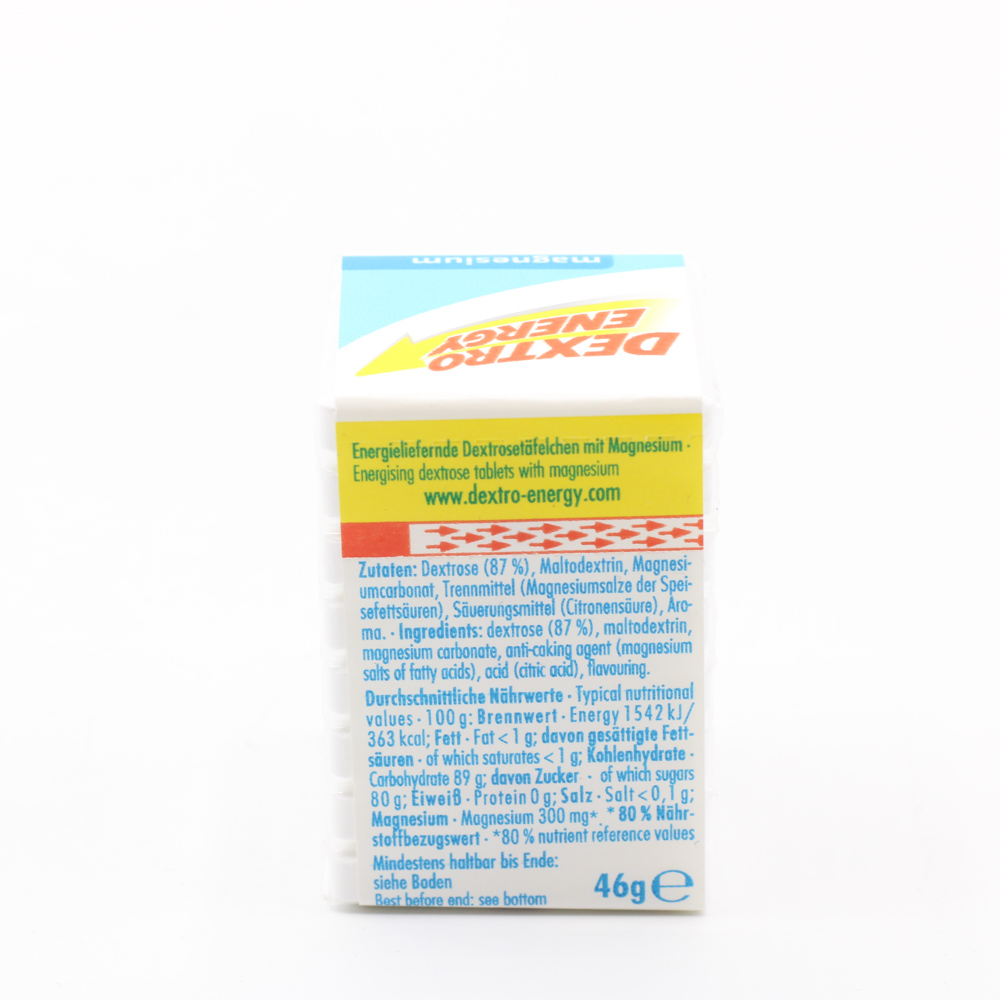 magnesium
DEXTRO
ENERGY
Energieliefernde Dextrosetäfelchen mit Magnesium ·
Energising dextrose tablets with magnesium
www.dextro-energy.com
Zutaten: Dextrose (87 %), Maltodextrin, Magnesi-
umcarbonat, Trennmittel (Magnesiumsalze der Spei-
sefettsäuren), Säuerungsmittel (Citronensäure), Aro-
ma. · Ingredients: dextrose (87 %), maltodextrin,
magnesium carbonate, anti-caking agent (magnesium
salts of fatty acids), acid (citric acid), flavouring.
Durchschnittliche Nährwerte · Typical nutritional
values · 100 g: Brennwert · Energy 1542 kJ/
363 kcal; Fett · Fat < 1 g; davon gesättigte Fett-
säuren · of which saturates < 1 g; Kohlenhydrate ·
Carbohydrate 89 g; davon Zucker · of which sugars
80 g; Eiweiß · Protein 0 g; Salz · Salt < 0,1 g;
Magnesium · Magnesium 300 mg*. *80 % Nähr-
stoffbezugswert · *80 % nutrient reference values
Mindestens haltbar bis Ende:
siehe Boden
Best before end: see bottom
46g ℮